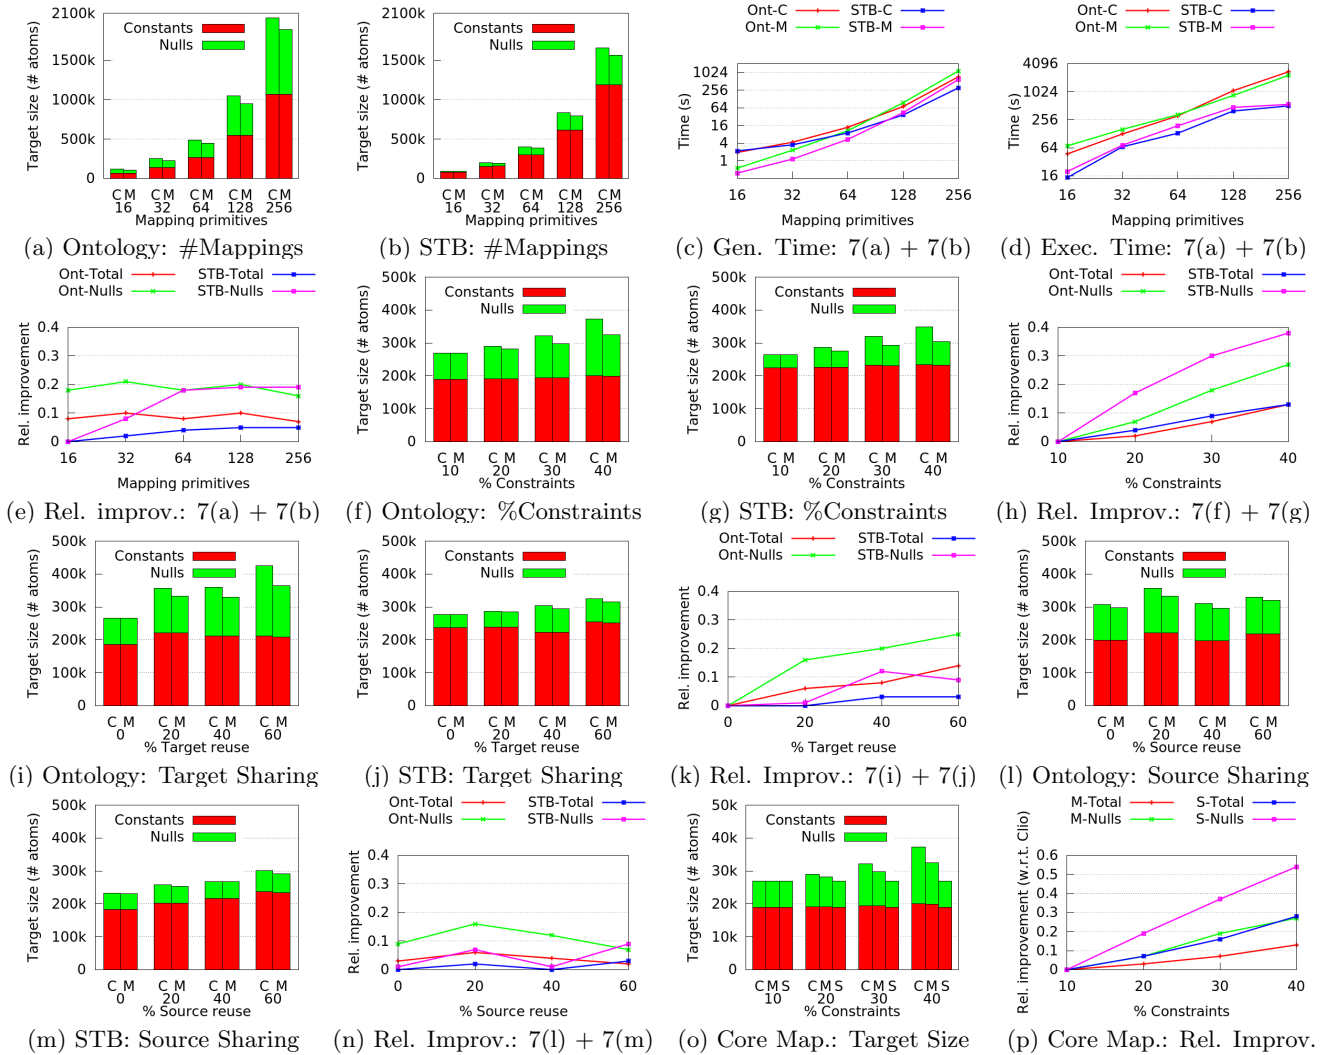 2100k
1500k
1000k
500k
0
Target size (# atoms)
Constants
Nulls
C M C M C M C M C M
16 32 64 128 256
Mapping primitives
(a) Ontology: #Mappings
2100k
1500k
1000k
500k
0
Target size (# atoms)
Constants
Nulls
C M C M C M C M C M
16 32 64 128 256
Mapping primitives
(b) STB: #Mappings
Ont-C STB-C
Ont-M STB-M
1024
256
64
16
4
1
Time (s)
16 32 64 128 256
Mapping primitives
(c) Gen. Time: 7(a) + 7(b)
Ont-C STB-C
Ont-M STB-M
4096
1024
256
64
16
Time (s)
16 32 64 128 256
Mapping primitives
(d) Exec. Time: 7(a) + 7(b)
Ont-Total STB-Total
Ont-Nulls STB-Nulls
0.4
0.3
0.2
0.1
0
Rel. improvement
16 32 64 128 256
Mapping primitives
(e) Rel. improv.: 7(a) + 7(b)
500k
400k
300k
200k
100k
0
Target size (# atoms)
Constants
Nulls
C M C M C M C M
10 20 30 40
% Constraints
(f) Ontology: %Constraints
500k
400k
300k
200k
100k
0
Target size (# atoms)
Constants
Nulls
C M C M C M C M
10 20 30 40
% Constraints
(g) STB: %Constraints
Ont-Total STB-Total
Ont-Nulls STB-Nulls
0.4
0.3
0.2
0.1
0
Rel. improvement
10 20 30 40
% Constraints
(h) Rel. Improv.: 7(f) + 7(g)
500k
400k
300k
200k
100k
0
Target size (# atoms)
Constants
Nulls
C M C M C M C M
0 20 40 60
% Target reuse
(i) Ontology: Target Sharing
500k
400k
300k
200k
100k
0
Target size (# atoms)
Constants
Nulls
C M C M C M C M
0 20 40 60
% Target reuse
(j) STB: Target Sharing
Ont-Total STB-Total
Ont-Nulls STB-Nulls
0.4
0.3
0.2
0.1
0
Rel. improvement
0 20 40 60
% Target reuse
(k) Rel. Improv.: 7(i) + 7(j)
500k
400k
300k
200k
100k
0
Target size (# atoms)
Constants
Nulls
C M C M C M C M
0 20 40 60
% Source reuse
(l) Ontology: Source Sharing
500k
400k
300k
200k
100k
0
Target size (# atoms)
Constants
Nulls
C M C M C M C M
0 20 40 60
% Source reuse
(m) STB: Source Sharing
Ont-Total STB-Total
Ont-Nulls STB-Nulls
0.4
0.3
0.2
0.1
0
Rel. improvement
0 20 40 60
% Source reuse
(n) Rel. Improv.: 7(l) + 7(m)
50k
40k
30k
20k
10k
0
Target size (# atoms)
Constants
Nulls
C M S C M S C M S C M S
10 20 30 40
% Constraints
(o) Core Map.: Target Size
M-Total S-Total
M-Nulls S-Nulls
0.6
0.5
0.4
0.3
0.2
0.1
0
Rel. improvement (w.r.t. Clio)
10 20 30 40
% Constraints
(p) Core Map.: Rel. Improv.